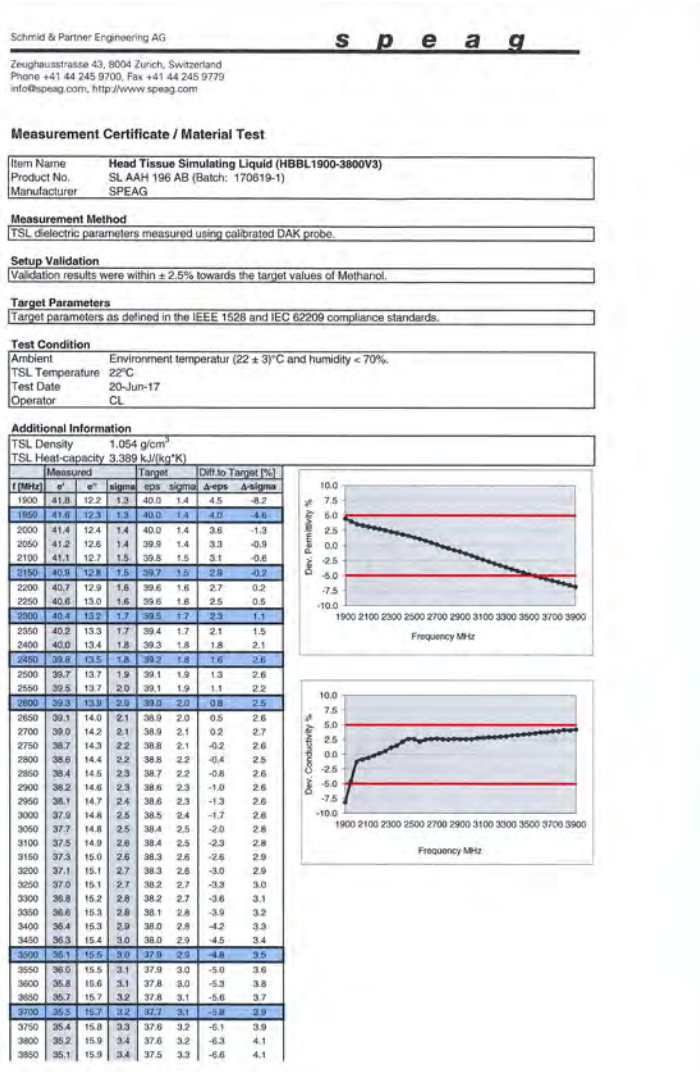 Schmid & Partner Engineering AG
s p e a g
Zeughausstrasse 43, 8004 Zurich, Switzerland
Phone +41 44 245 9700, Fax +41 44 245 9779
info@speag.com, http://www.speag.com
Measurement Certificate / Material Test
Item Name Head Tissue Simulating Liquid (HBBL1900-3800V3)
Product No. SL AAH 196 AB (Batch: 170619-1)
Manufacturer SPEAG
Measurement Method
TSL dielectric parameters measured using calibrated DAK probe.
Setup Validation
Validation results were within ± 2.5% towards the target values of Methanol.
Target Parameters
Target parameters as defined in the IEEE 1528 and IEC 62209 compliance standards.
Test Condition
Ambient Environment temperatur (22 ± 3)°C and humidity < 70%.
TSL Temperature 22°C
Test Date 20-Jun-17
Operator CL
Additional Information
TSL Density 1.054 g/cm³
TSL Heat-capacity 3.389 kJ/(kg*K)
Measured Target Diff.to Target [%]
f [MHz] e' e" sigma eps sigma Δ-eps Δ-sigma
1900 41.8 12.2 1.3 40.0 1.4 4.5 -8.2
1950 41.6 12.3 1.3 40.0 1.4 4.0 -4.6
2000 41.4 12.4 1.4 40.0 1.4 3.6 -1.3
2050 41.2 12.6 1.4 39.9 1.4 3.3 -0.9
2100 41.1 12.7 1.5 39.8 1.5 3.1 -0.6
2150 40.9 12.8 1.5 39.7 1.5 2.9 -0.2
2200 40.7 12.9 1.6 39.6 1.6 2.7 0.2
2250 40.6 13.0 1.6 39.6 1.6 2.5 0.5
2300 40.4 13.2 1.7 39.5 1.7 2.3 1.1
2350 40.2 13.3 1.7 39.4 1.7 2.1 1.5
2400 40.0 13.4 1.8 39.3 1.8 1.8 2.1
2450 39.8 13.5 1.8 39.2 1.8 1.6 2.6
2500 39.7 13.7 1.9 39.1 1.9 1.3 2.6
2550 39.5 13.7 2.0 39.1 1.9 1.1 2.2
2600 39.3 13.9 2.0 39.0 2.0 0.8 2.5
2650 39.1 14.0 2.1 38.9 2.0 0.5 2.6
2700 39.0 14.2 2.1 38.9 2.1 0.2 2.7
2750 38.7 14.3 2.2 38.8 2.1 -0.2 2.6
2800 38.6 14.4 2.2 38.8 2.2 -0.4 2.5
2850 38.4 14.5 2.3 38.7 2.2 -0.8 2.6
2900 38.2 14.6 2.3 38.6 2.3 -1.0 2.6
2950 38.1 14.7 2.4 38.6 2.3 -1.3 2.6
3000 37.9 14.8 2.5 38.5 2.4 -1.7 2.6
3050 37.7 14.8 2.5 38.4 2.5 -2.0 2.8
3100 37.5 14.9 2.6 38.4 2.5 -2.3 2.8
3150 37.3 15.0 2.6 38.3 2.6 -2.6 2.9
3200 37.1 15.1 2.7 38.3 2.6 -3.0 2.9
3250 37.0 15.1 2.7 38.2 2.7 -3.3 3.0
3300 36.8 15.2 2.8 38.2 2.7 -3.6 3.1
3350 36.6 15.3 2.8 38.1 2.8 -3.9 3.2
3400 36.4 15.3 2.9 38.0 2.8 -4.2 3.3
3450 36.3 15.4 3.0 38.0 2.9 -4.5 3.4
3500 36.1 15.5 3.0 37.9 2.9 -4.8 3.5
3550 36.0 15.5 3.1 37.9 3.0 -5.0 3.6
3600 35.8 15.6 3.1 37.8 3.0 -5.3 3.8
3650 35.7 15.7 3.2 37.8 3.1 -5.6 3.7
3700 35.5 15.7 3.2 37.7 3.1 -5.8 3.9
3750 35.4 15.8 3.3 37.6 3.2 -6.1 3.9
3800 35.2 15.9 3.4 37.6 3.2 -6.3 4.1
3850 35.1 15.9 3.4 37.5 3.3 -6.6 4.1
Dev. Permittivity %
10.0
7.5
5.0
2.5
0.0
-2.5
-5.0
-7.5
-10.0
1900 2100 2300 2500 2700 2900 3100 3300 3500 3700 3900
Frequency MHz
Dev. Conductivity %
10.0
7.5
5.0
2.5
0.0
-2.5
-5.0
-7.5
-10.0
1900 2100 2300 2500 2700 2900 3100 3300 3500 3700 3900
Frequency MHz